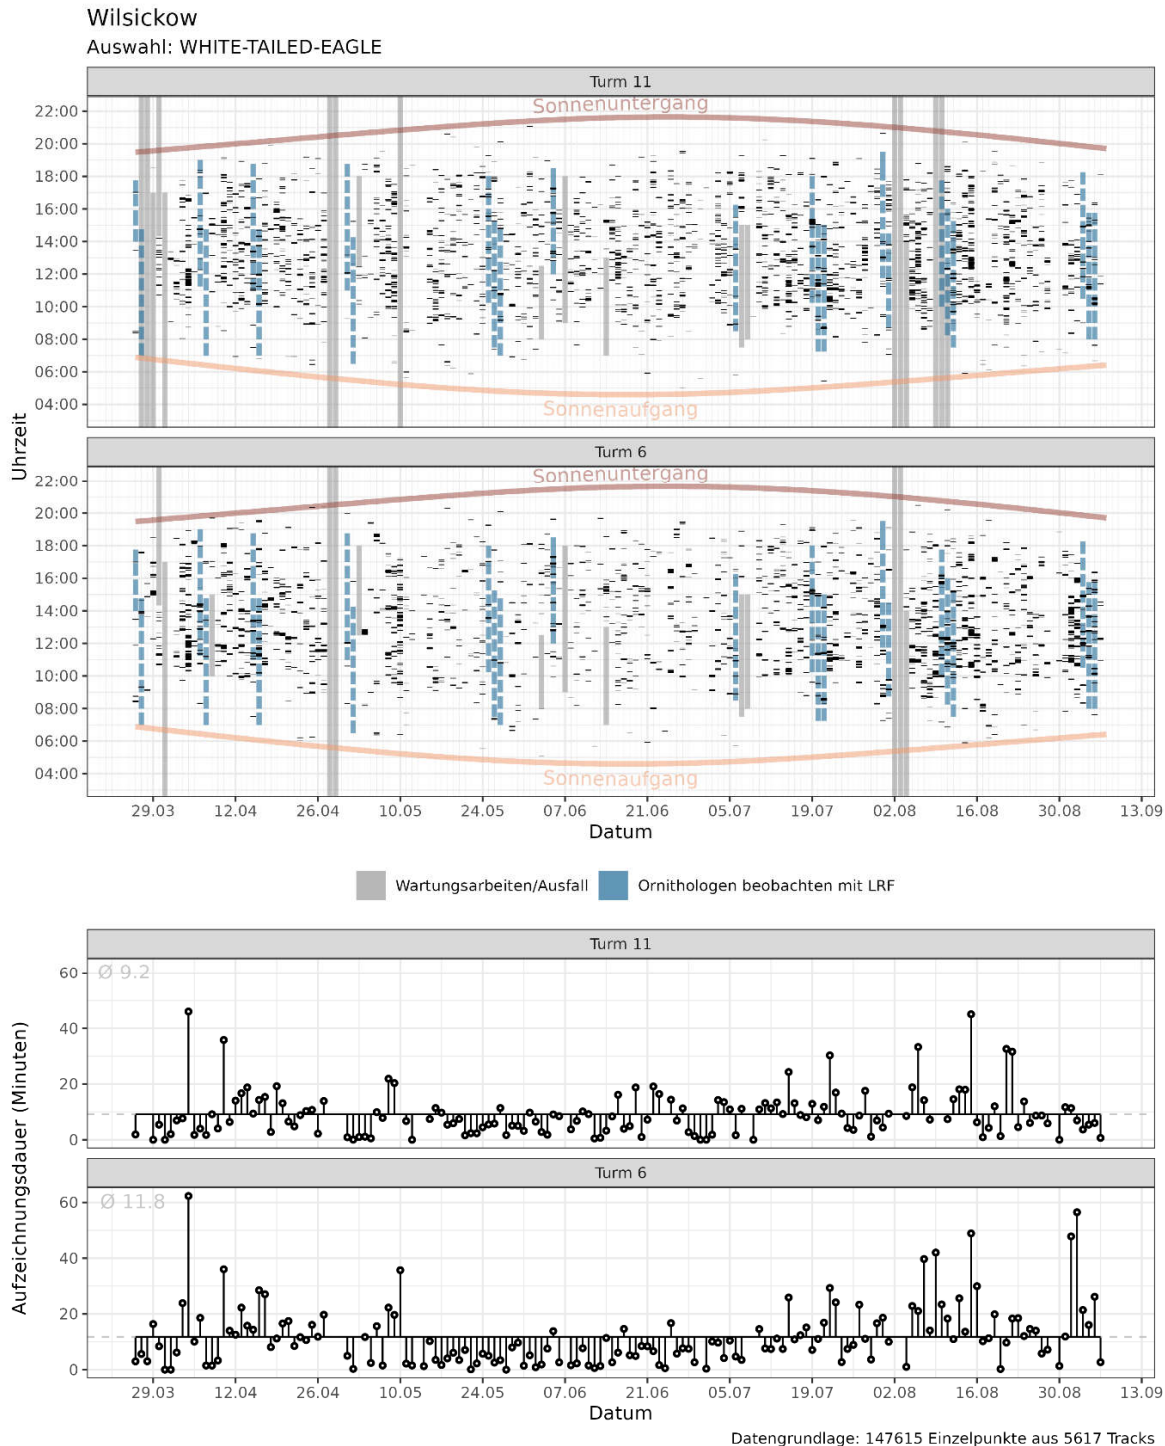 Wilsickow
Auswahl: WHITE-TAILED-EAGLE
Turm 11
Sonnenuntergang
22:00
20:00
18:00
16:00
14:00
12:00
10:00
08:00
06:00
04:00
Sonnenaufgang
Uhrzeit
Turm 6
Sonnenuntergang
22:00
20:00
18:00
16:00
14:00
12:00
10:00
08:00
06:00
04:00
Sonnenaufgang
29.03 12.04 26.04 10.05 24.05 07.06 21.06 05.07 19.07 02.08 16.08 30.08 13.09
Datum
Wartungsarbeiten/Ausfall Ornithologen beobachten mit LRF
Turm 11
Ø 9.2
60
40
20
0
Aufzeichnungsdauer (Minuten)
Turm 6
Ø 11.8
60
40
20
0
29.03 12.04 26.04 10.05 24.05 07.06 21.06 05.07 19.07 02.08 16.08 30.08 13.09
Datum
Datengrundlage: 147615 Einzelpunkte aus 5617 Tracks